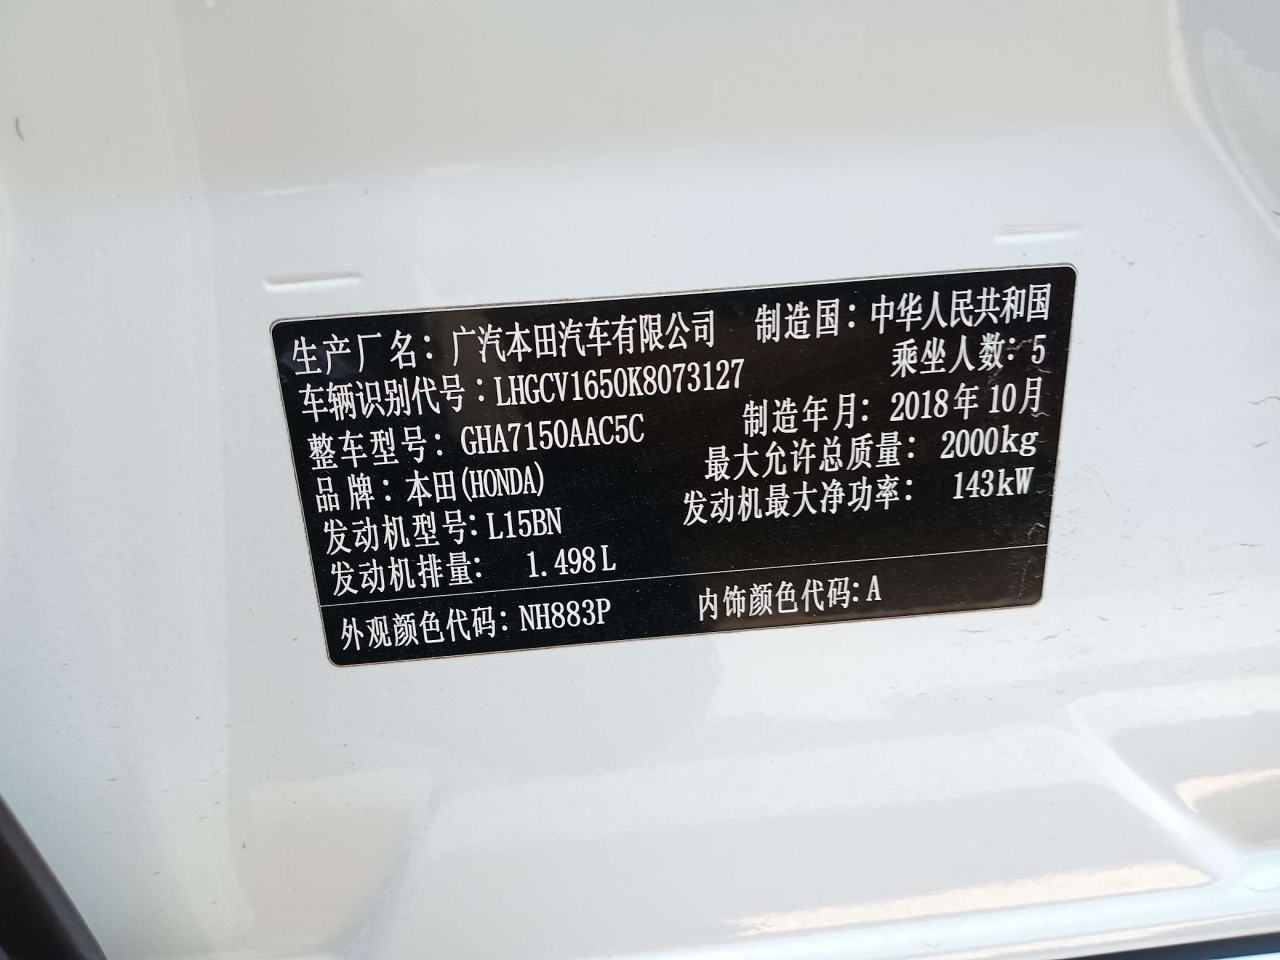 生产厂名：广汽本田汽车有限公司 制造国：中华人民共和国
车辆识别代号：LHGCV1650K8073127 乘坐人数：5
整车型号：GHA7150AAC5C 制造年月：2018年10月
品牌：本田(HONDA) 最大允许总质量：2000kg
发动机型号：L15BN 发动机最大净功率：143kW
发动机排量：1.498L
外观颜色代码：NH883P 内饰颜色代码：A